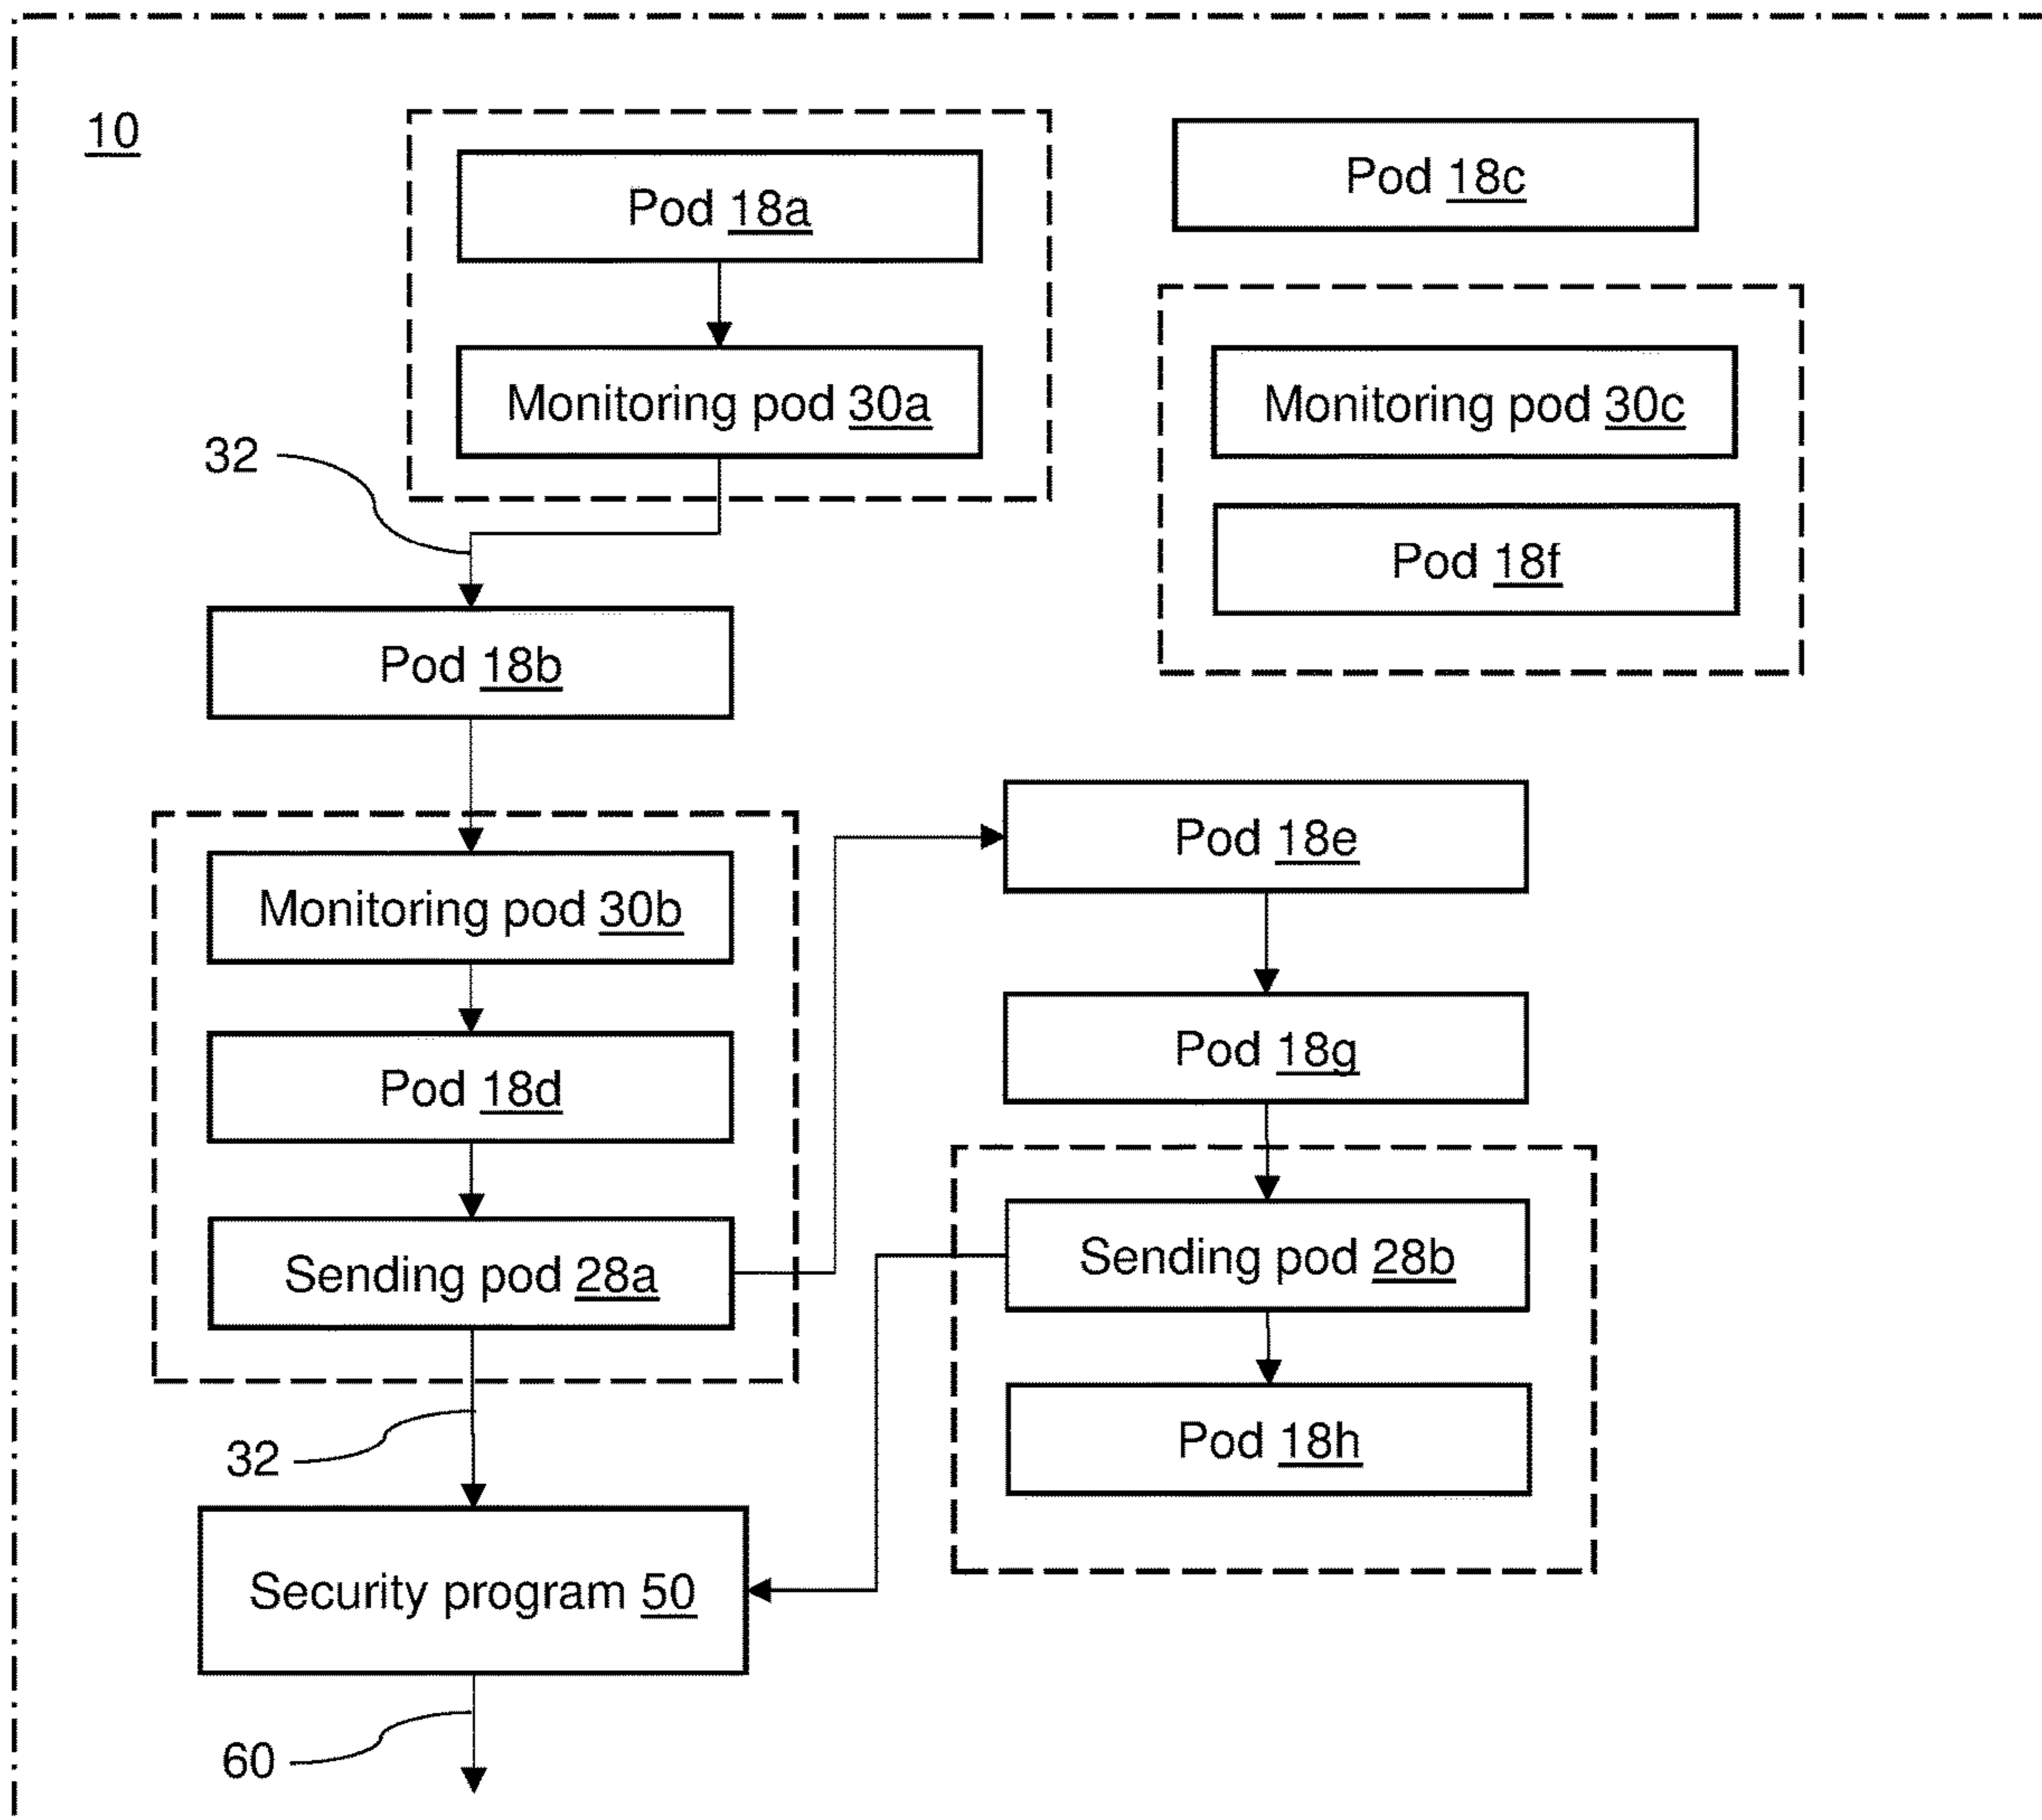 10
Pod 18a
Pod 18c
Monitoring pod 30a
Monitoring pod 30c
32
Pod 18f
Pod 18b
Pod 18e
Monitoring pod 30b
Pod 18g
Pod 18d
Sending pod 28b
Sending pod 28a
Pod 18h
32
Security program 50
60